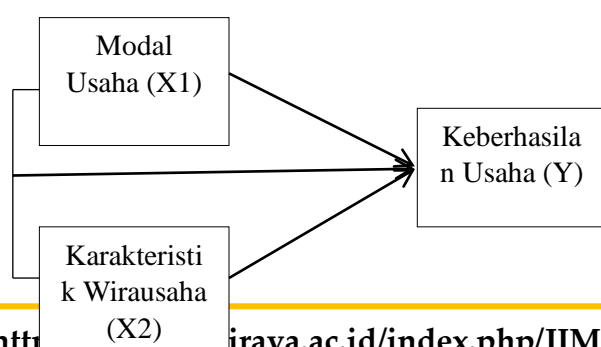 Modal
Usaha (X1)
Keberhasila
n Usaha (Y)
Karakteristi
k Wirausaha
(X2)
iraya.ac.id/index.php/JIM